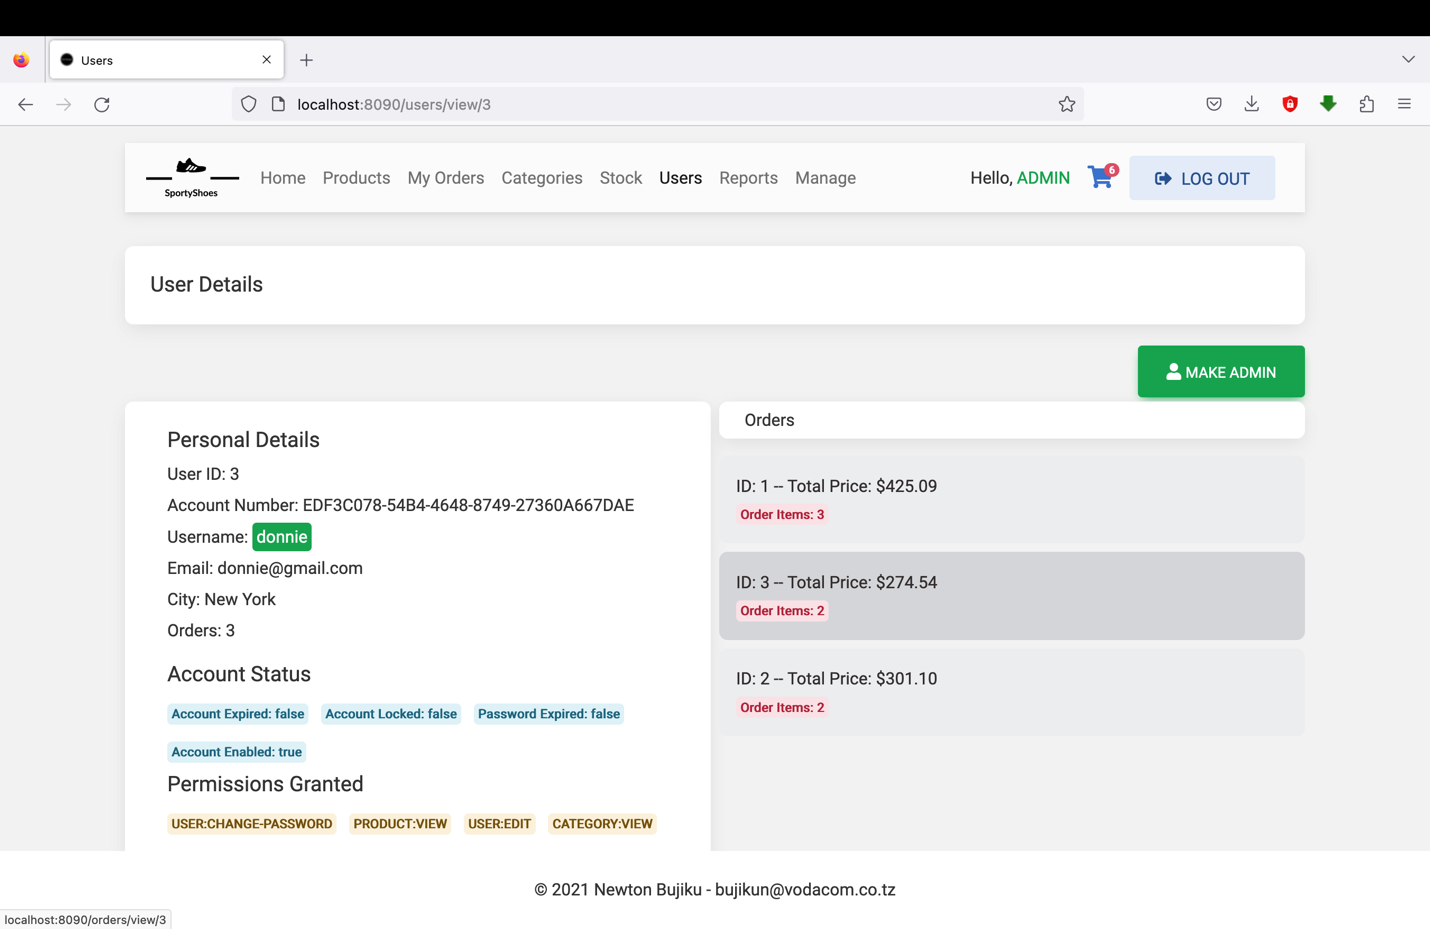 Users
localhost:8090/users/view/3
SportyShoes
Home Products My Orders Categories Stock Users Reports Manage
Hello, ADMIN
6
LOG OUT
User Details
MAKE ADMIN
Personal Details
User ID: 3
Account Number: EDF3C078-54B4-4648-8749-27360A667DAE
Username: donnie
Email: donnie@gmail.com
City: New York
Orders: 3
Account Status
Account Expired: false Account Locked: false Password Expired: false
Account Enabled: true
Permissions Granted
USER:CHANGE-PASSWORD PRODUCT:VIEW USER:EDIT CATEGORY:VIEW
Orders
ID: 1 -- Total Price: $425.09
Order Items: 3
ID: 3 -- Total Price: $274.54
Order Items: 2
ID: 2 -- Total Price: $301.10
Order Items: 2
© 2021 Newton Bujiku - bujikun@vodacom.co.tz
localhost:8090/orders/view/3